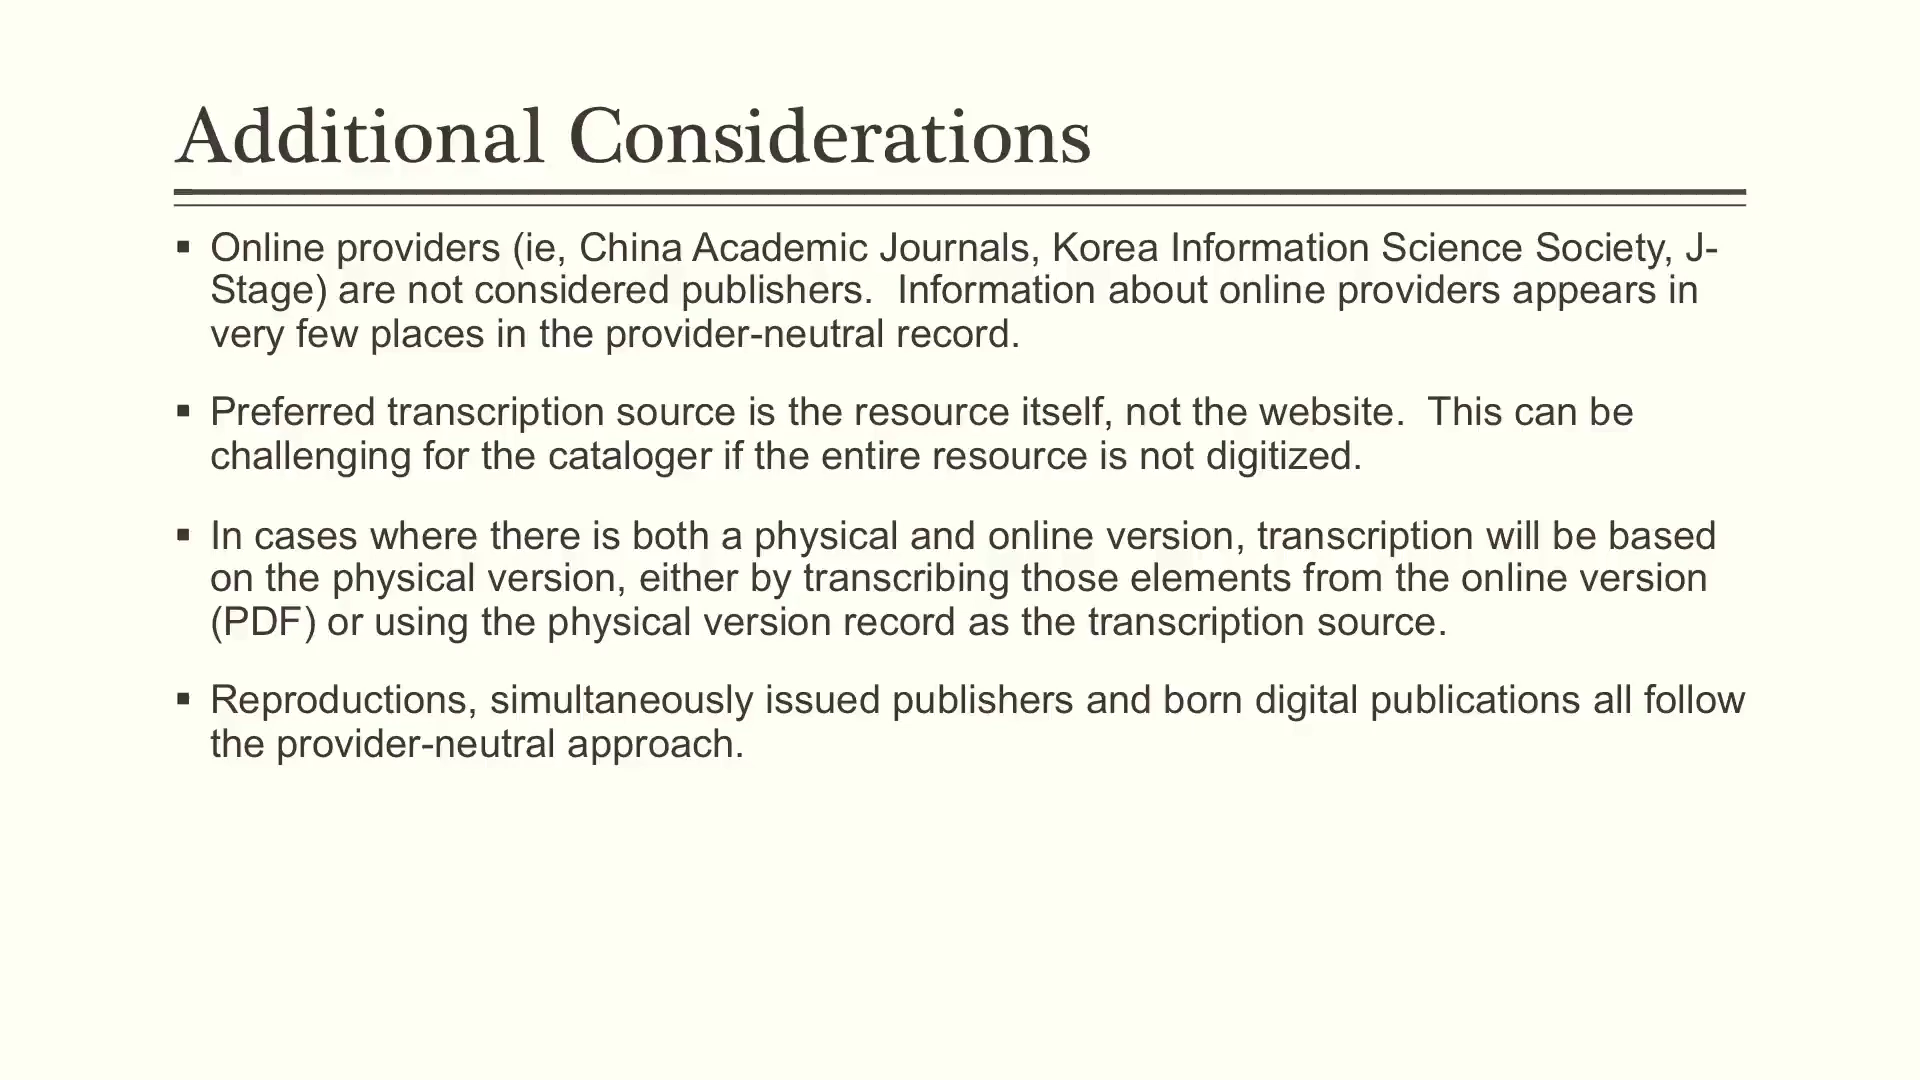 Additional Considerations
▪ Online providers (ie, China Academic Journals, Korea Information Science Society, J-
Stage) are not considered publishers.  Information about online providers appears in
very few places in the provider-neutral record.
▪ Preferred transcription source is the resource itself, not the website.  This can be
challenging for the cataloger if the entire resource is not digitized.
▪ In cases where there is both a physical and online version, transcription will be based
on the physical version, either by transcribing those elements from the online version
(PDF) or using the physical version record as the transcription source.
▪ Reproductions, simultaneously issued publishers and born digital publications all follow
the provider-neutral approach.